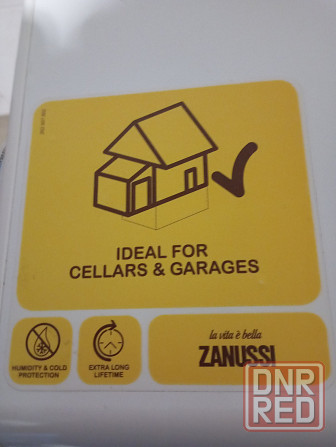 IDEAL FOR
CELLARS & GARAGES
HUMIDITY & COLD
PROTECTION
EXTRA LONG
LIFETIME
la vita è bella
ZANUSSI
DNR
RED